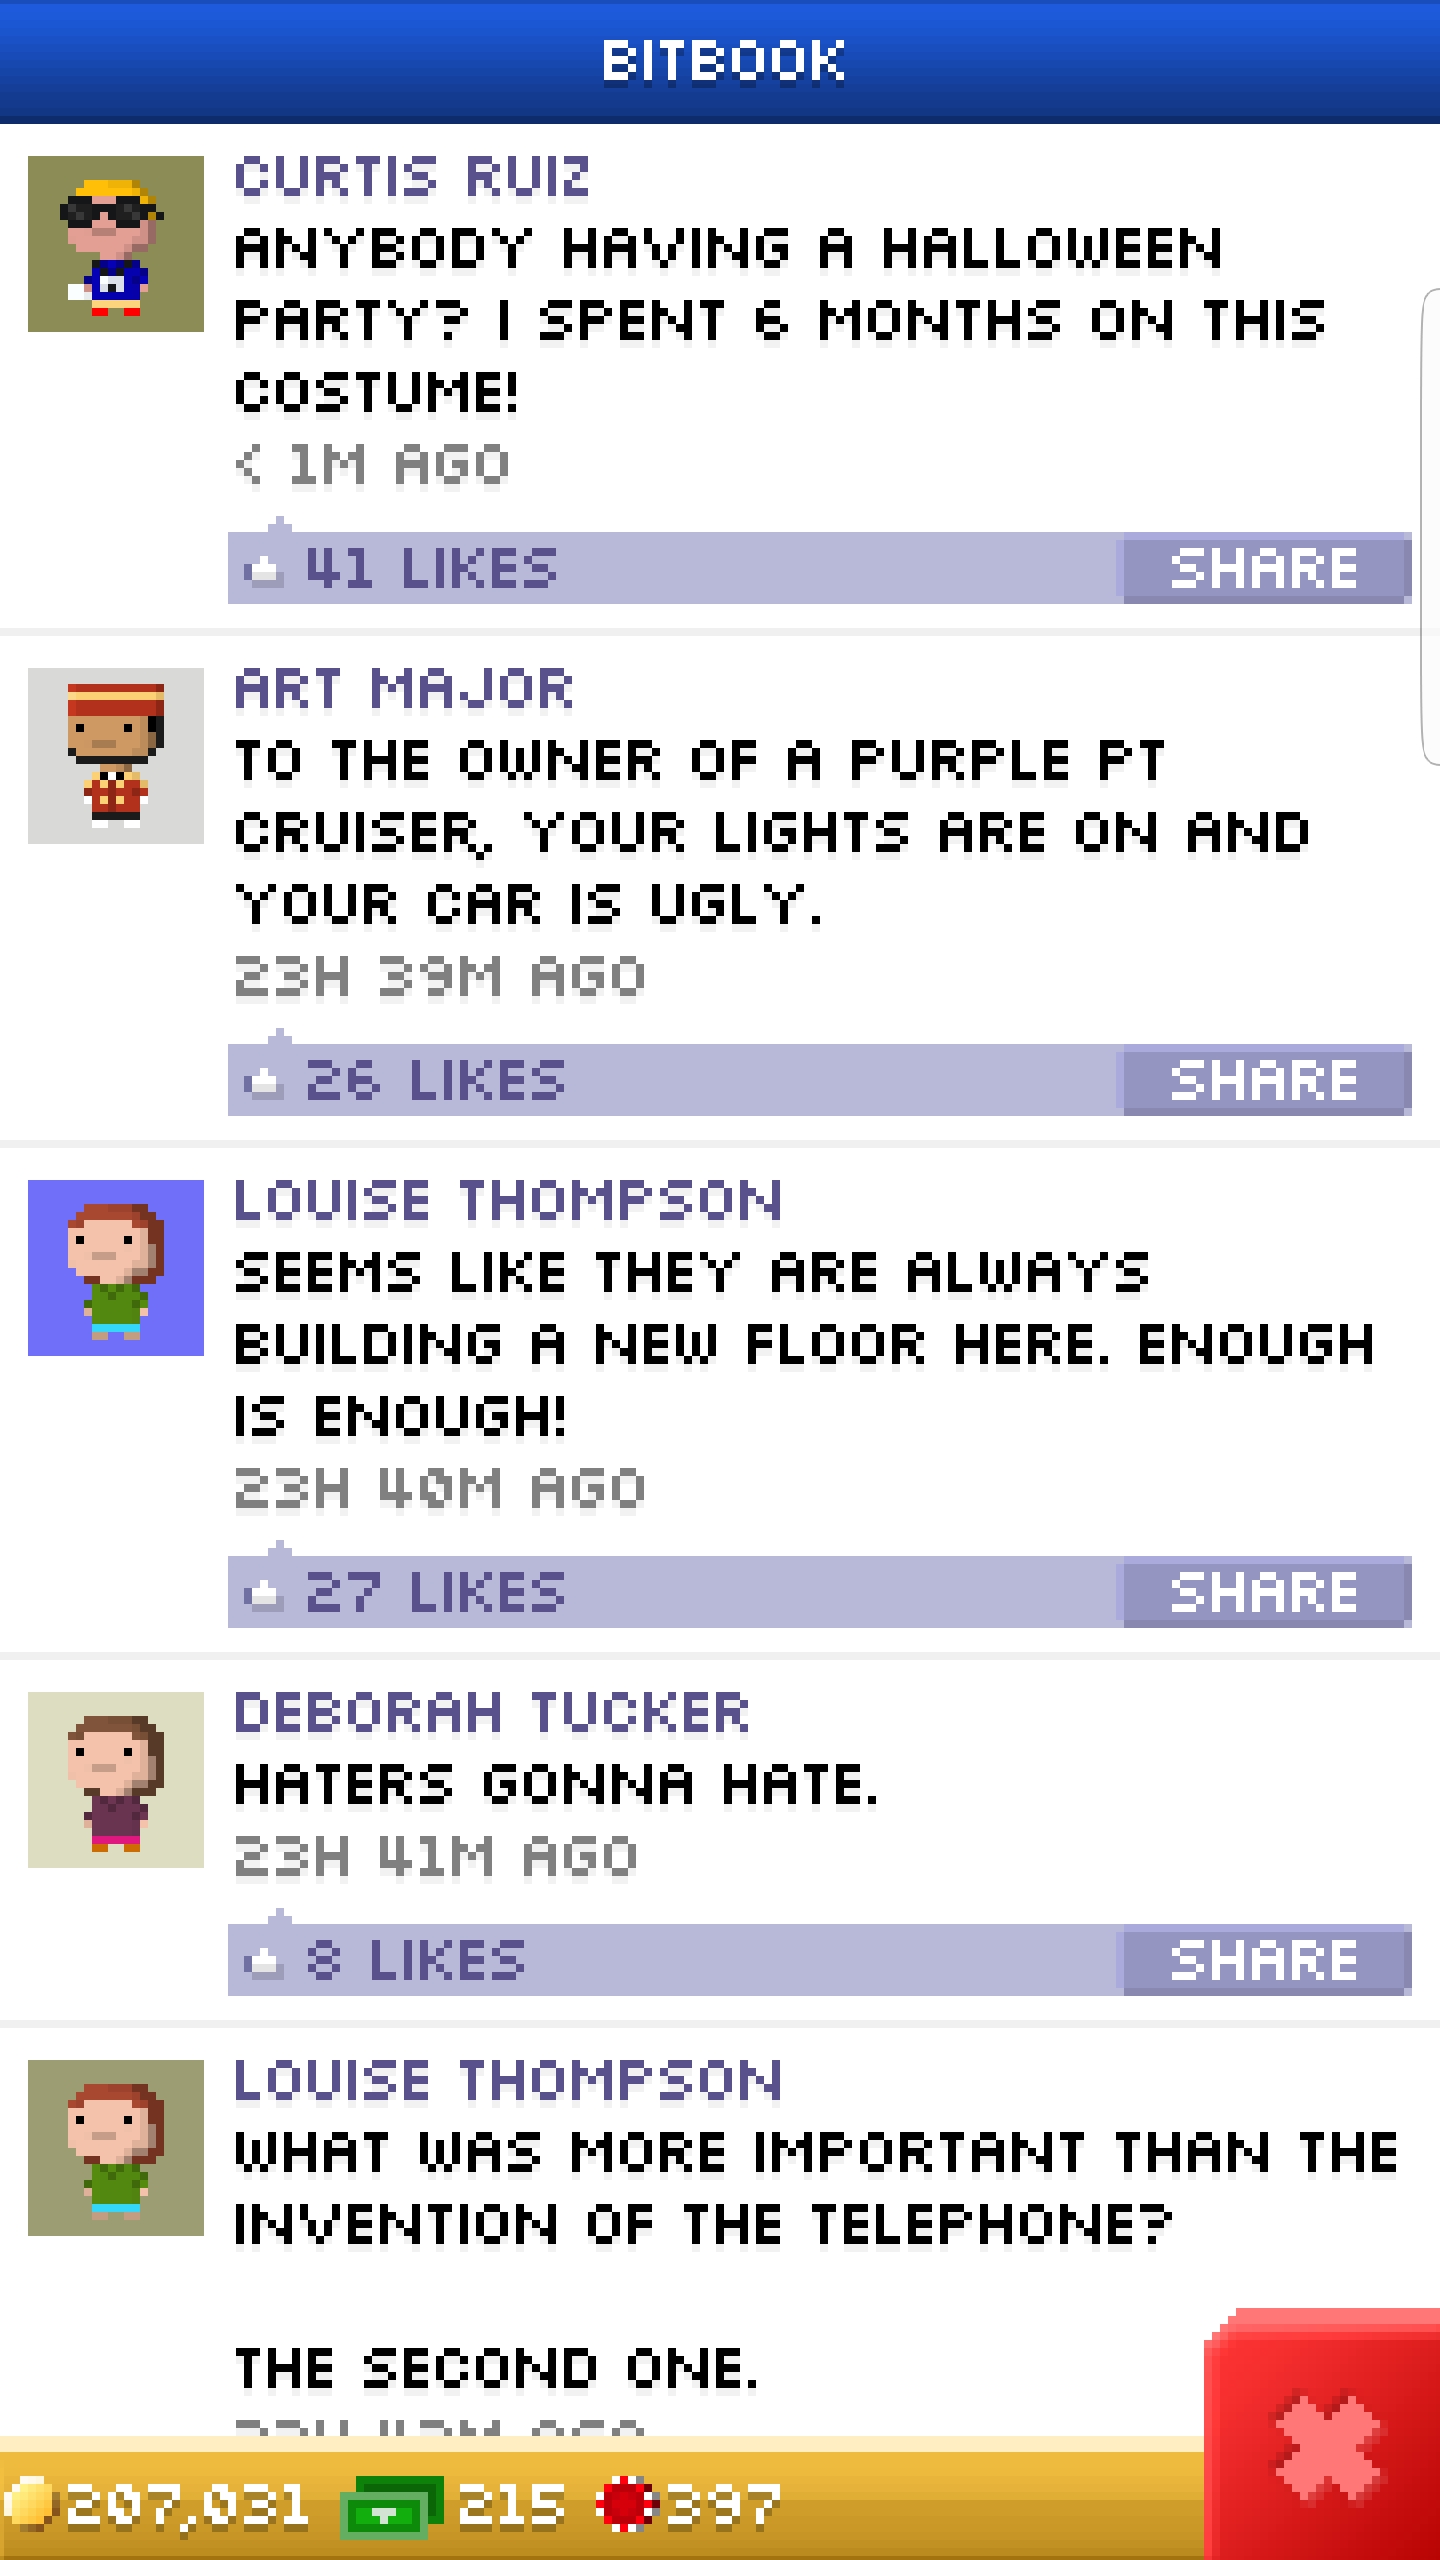 BITBOOK
CURTIS RUIZ
ANYBODY HAVING A HALLOWEEN
PARTY? I SPENT 6 MONTHS ON THIS
COSTUME!
< 1M AGO
41 LIKES
SHARE
ART MAJOR
TO THE OWNER OF A PURPLE PT
CRUISER, YOUR LIGHTS ARE ON AND
YOUR CAR IS UGLY.
23H 39M AGO
26 LIKES
SHARE
LOUISE THOMPSON
SEEMS LIKE THEY ARE ALWAYS
BUILDING A NEW FLOOR HERE. ENOUGH
IS ENOUGH!
23H 40M AGO
27 LIKES
SHARE
DEBORAH TUCKER
HATERS GONNA HATE.
23H 41M AGO
8 LIKES
SHARE
LOUISE THOMPSON
WHAT WAS MORE IMPORTANT THAN THE
INVENTION OF THE TELEPHONE?
THE SECOND ONE.
207,031 215 397